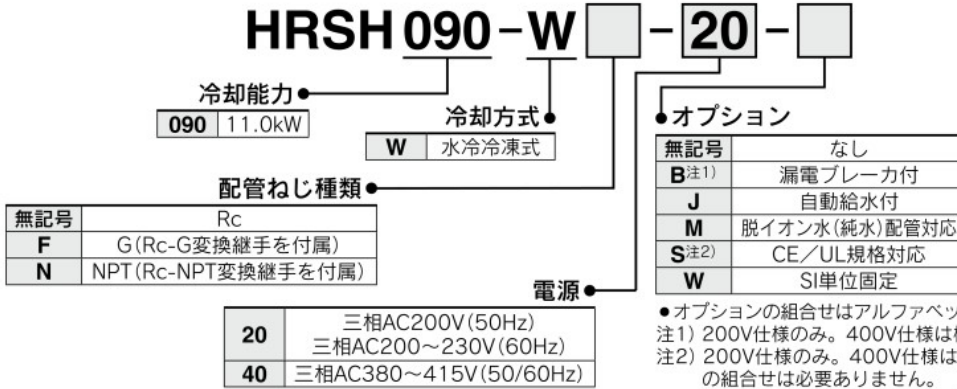 HRSH 090-W□-20-□
冷却能力
090 11.0kW
冷却方式
W 水冷冷凍式
配管ねじ種類
無記号 Rc
F G(Rc-G変換継手を付属)
N NPT(Rc-NPT変換継手を付属)
電源
20 三相AC200V(50Hz)
三相AC200～230V(60Hz)
40 三相AC380～415V(50/60Hz)
オプション
無記号 なし
B注1) 漏電ブレーカ付
J 自動給水付
M 脱イオン水(純水)配管対応
S注2) CE／UL規格対応
W SI単位固定
●オプションの組合せはアルファベッ
注1) 200V仕様のみ。400V仕様は
注2) 200V仕様のみ。400V仕様は
の組合せは必要ありません。